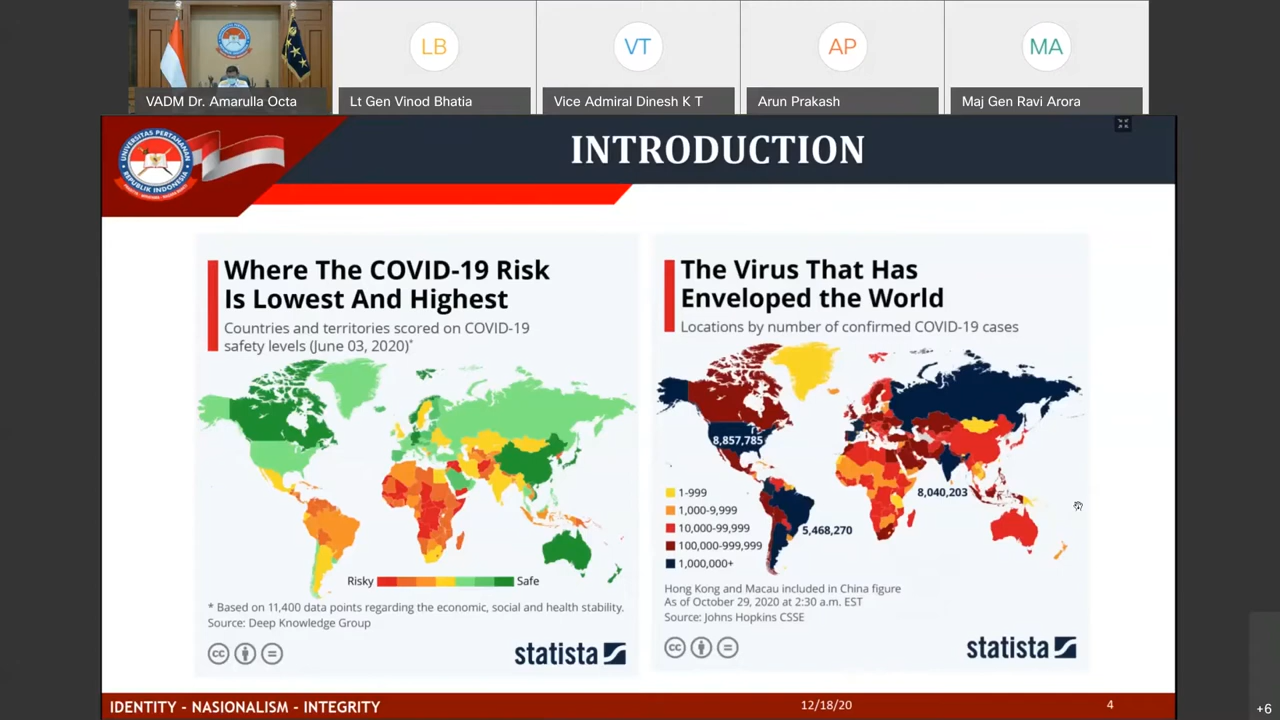 LB
VT
AP
MA
VADM Dr. Amarulla Octa
Lt Gen Vinod Bhatia
Vice Admiral Dinesh K T
Arun Prakash
Maj Gen Ravi Arora
UNIVERSITAS PERTAHANAN
REPUBLIK INDONESIA
INTRODUCTION
Where The COVID-19 Risk
Is Lowest And Highest
Countries and territories scored on COVID-19
safety levels (June 03, 2020)*
Risky
Safe
* Based on 11,400 data points regarding the economic, social and health stability.
Source: Deep Knowledge Group
cc
statista
The Virus That Has
Enveloped the World
Locations by number of confirmed COVID-19 cases
8,857,785
8,040,203
5,468,270
1-999
1,000-9,999
10,000-99,999
100,000-999,999
1,000,000+
Hong Kong and Macau included in China figure
As of October 29, 2020 at 2:30 a.m. EST
Source: Johns Hopkins CSSE
cc
statista
IDENTITY - NASIONALISM - INTEGRITY
12/18/20
4
+6